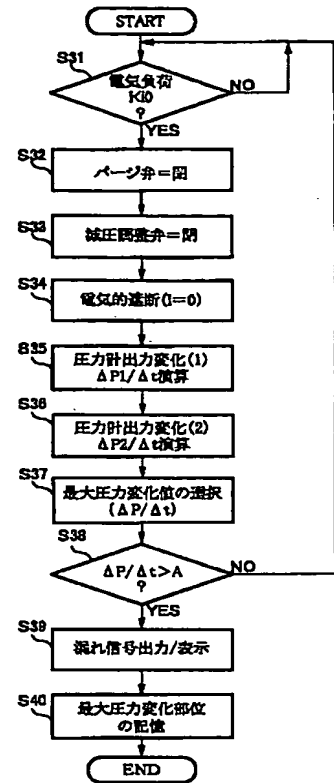 START
S31
電気負荷
Ki0
?
NO
YES
S32
パージ弁=閉
S33
減圧調整弁=閉
S34
電気的遮断(I=0)
S35
圧力計出力変化(1)
ΔP1/Δt演算
S36
圧力計出力変化(2)
ΔP2/Δt演算
S37
最大圧力変化値の選択
(ΔP/Δt)
S38
ΔP/Δt>A
?
NO
YES
S39
漏れ信号出力/表示
S40
最大圧力変化部位
の記憶
END